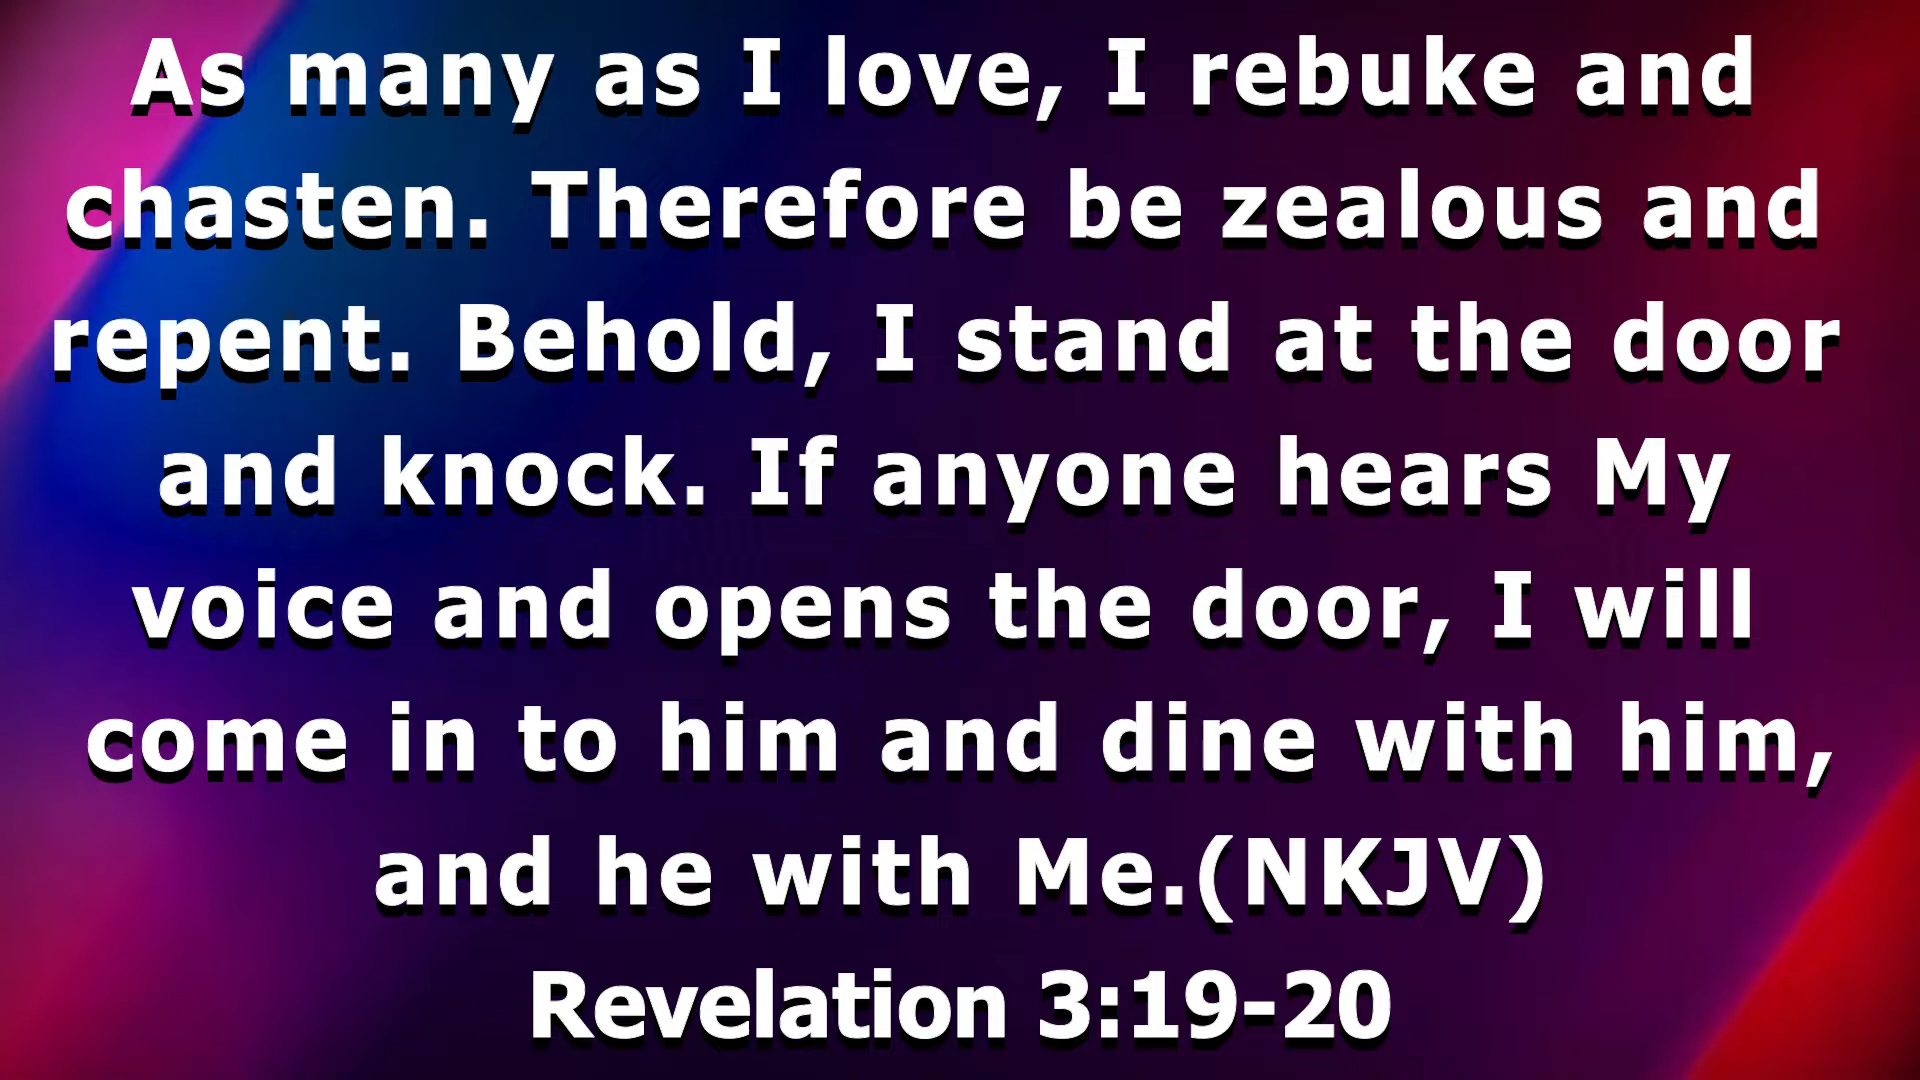 As many as I love, I rebuke and
chasten. Therefore be zealous and
repent. Behold, I stand at the door
and knock. If anyone hears My
voice and opens the door, I will
come in to him and dine with him,
and he with Me.(NKJV)
Revelation 3:19-20